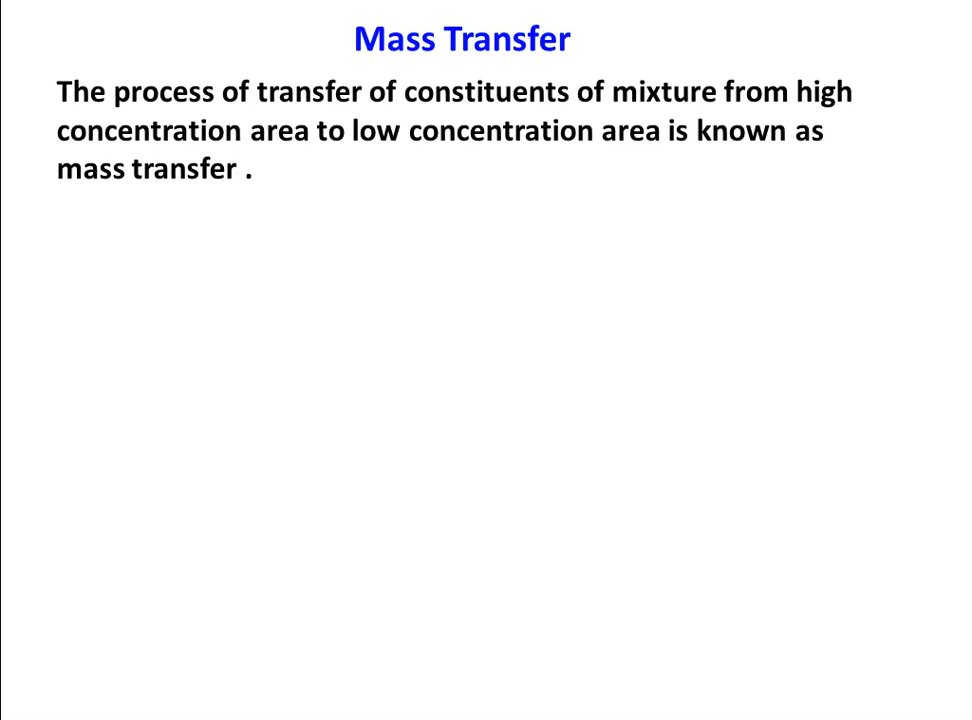 Mass Transfer
The process of transfer of constituents of mixture from high
concentration area to low concentration area is known as
mass transfer .